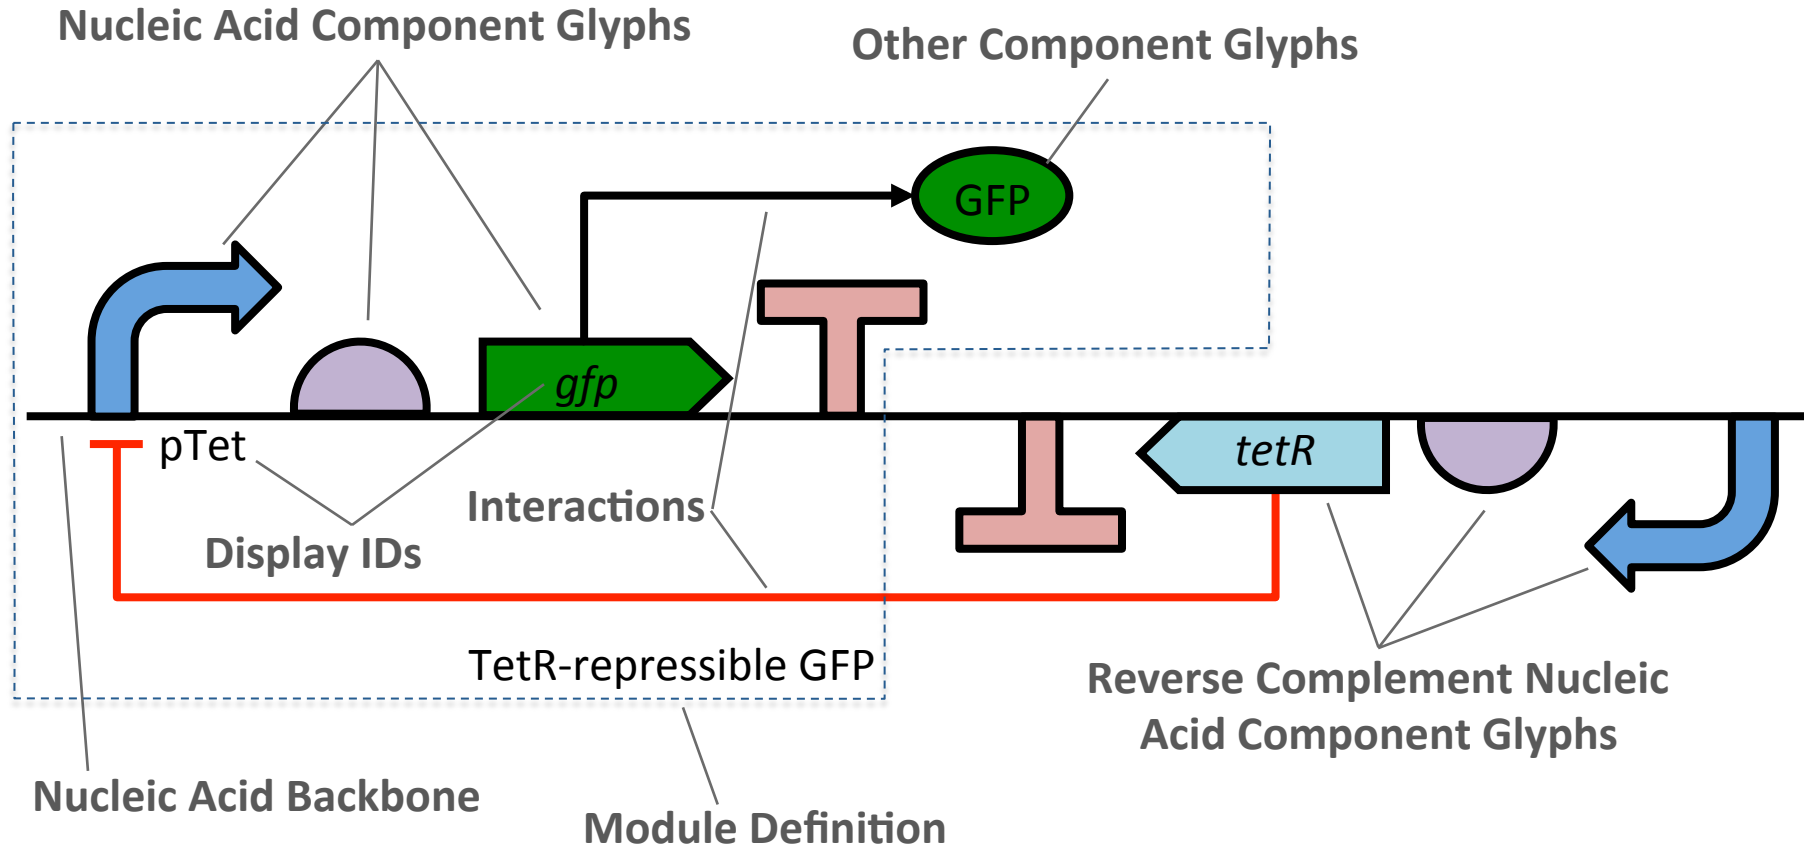 Nucleic Acid Component Glyphs
Other Component Glyphs
GFP
gfp
pTet
tetR
Interactions
Display IDs
TetR-repressible GFP
Reverse Complement Nucleic
Acid Component Glyphs
Nucleic Acid Backbone
Module Definition